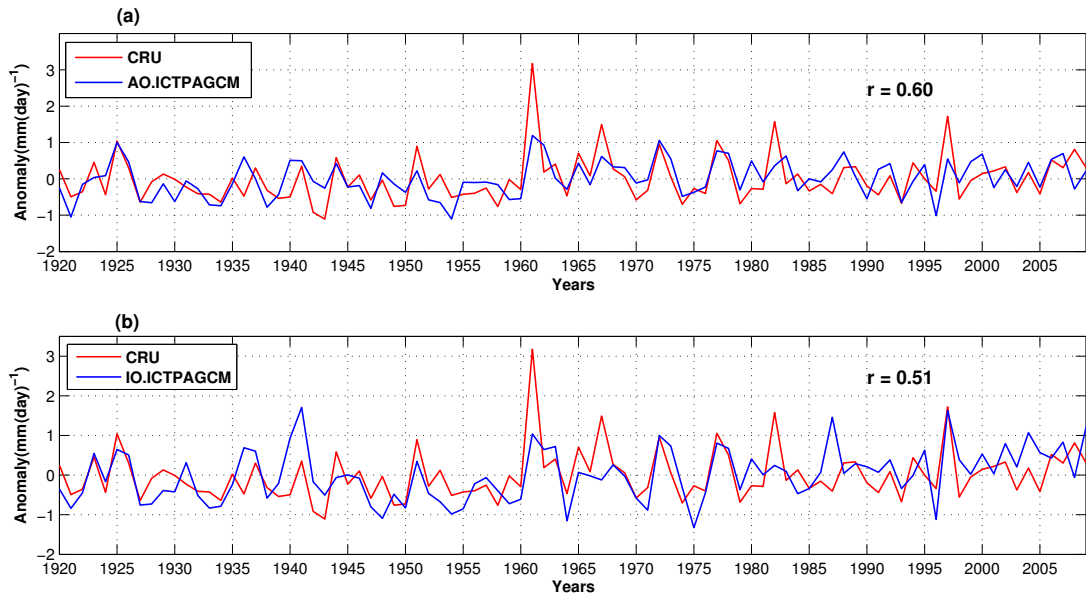 (a)
Anomaly(mm(day)⁻¹)
3
2
1
0
−1
−2
CRU
AO.ICTPAGCM
r = 0.60
1920 1925 1930 1935 1940 1945 1950 1955 1960 1965 1970 1975 1980 1985 1990 1995 2000 2005
Years
(b)
Anomaly(mm(day)⁻¹)
3
2
1
0
−1
−2
CRU
IO.ICTPAGCM
r = 0.51
1920 1925 1930 1935 1940 1945 1950 1955 1960 1965 1970 1975 1980 1985 1990 1995 2000 2005
Years